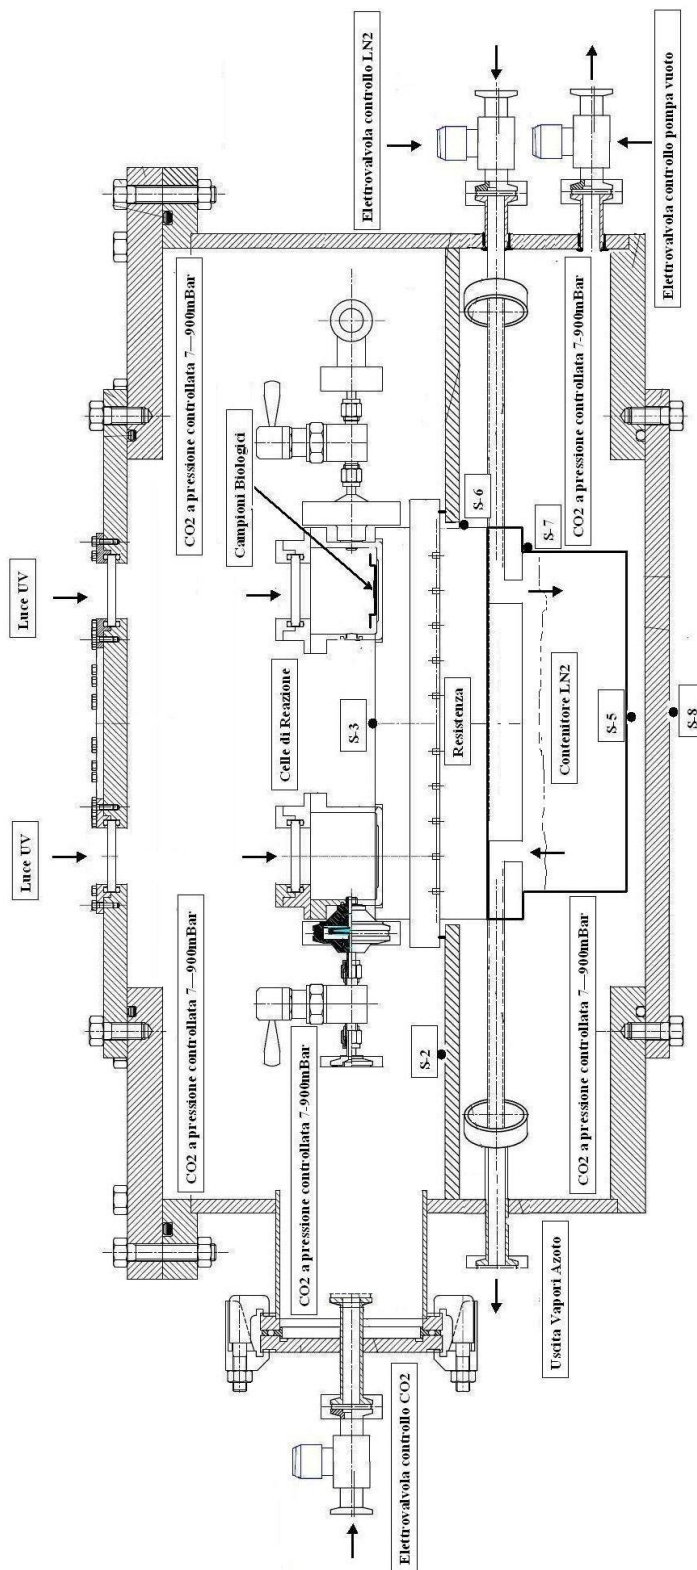 Luce UV
Luce UV
CO2 a pressione controllata 7—900mBar
CO2 a pressione controllata 7—900mBar
Campioni Biologici
Celle di Reazione
CO2 a pressione controllata 7-900mBar
Elettrovalvola controllo CO2
Elettrovalvola controllo LN2
S-3
S-2
S-6
Resistenza
S-7
Contenitore LN2
S-5
S-8
CO2 a pressione controllata 7-900mBar
CO2 a pressione controllata 7-900mBar
Uscita Vapori Azoto
Elettrovalvola controllo pompa vuoto